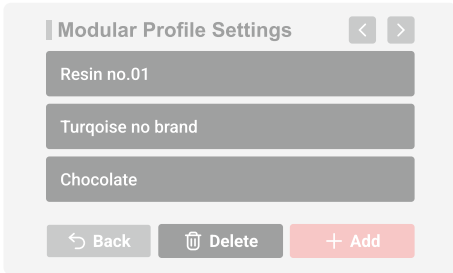 Modular Profile Settings
Resin no.01
Turqoise no brand
Chocolate
Back
Delete
Add